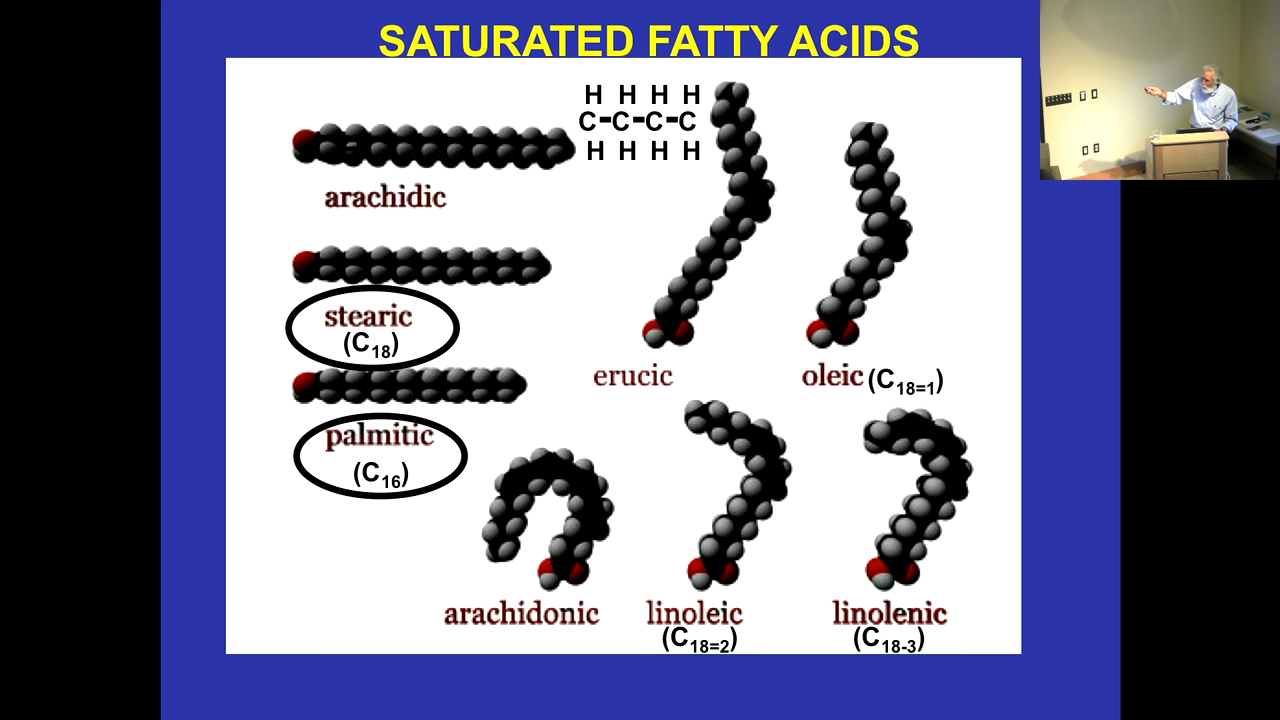 SATURATED FATTY ACIDS
H H H H
C-C-C-C
H H H H
arachidic
stearic
(C18)
palmitic
(C16)
erucic
oleic (C18=1)
arachidonic
linoleic
(C18=2)
linolenic
(C18-3)